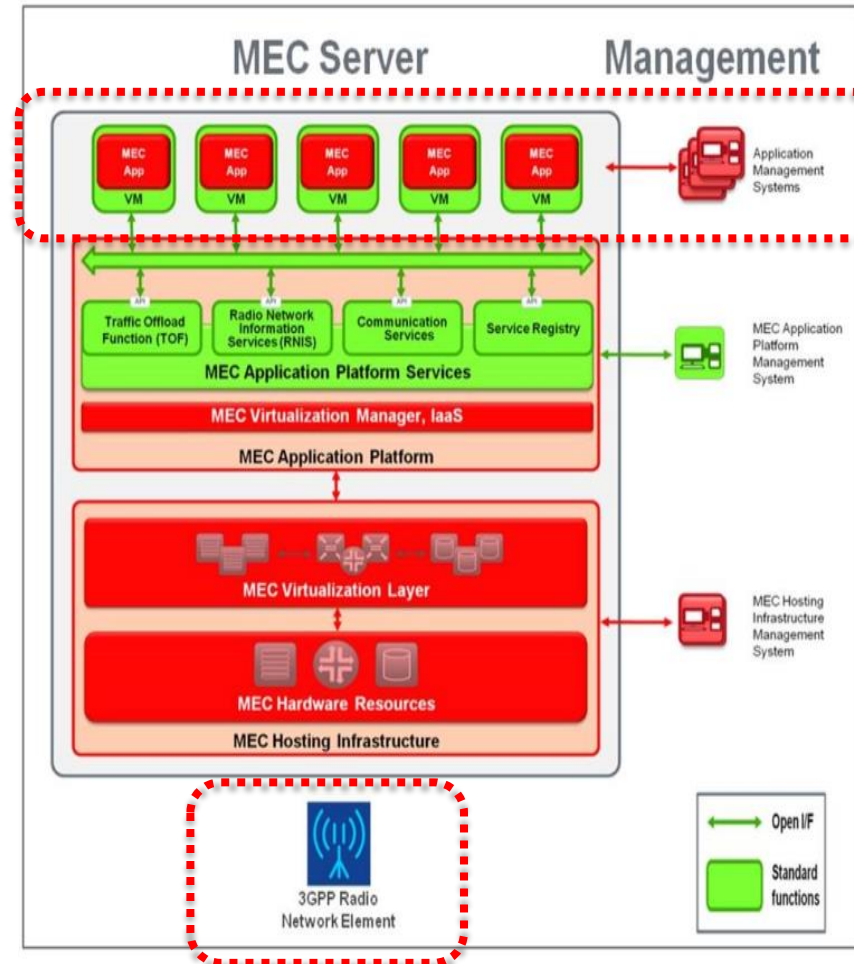 MEC Server
Management
MEC
App
VM
MEC
App
VM
MEC
App
VM
MEC
App
VM
MEC
App
VM
Application
Management
Systems
API
API
API
API
Traffic Offload
Function (TOF)
Radio Network
Information
Services (RNIS)
Communication
Services
Service Registry
MEC Application Platform Services
MEC Application
Platform
Management
System
MEC Virtualization Manager, IaaS
MEC Application Platform
MEC Virtualization Layer
MEC Hosting
Infrastructure
Management
System
MEC Hardware Resources
MEC Hosting Infrastructure
3GPP Radio
Network Element
Open I/F
Standard
functions